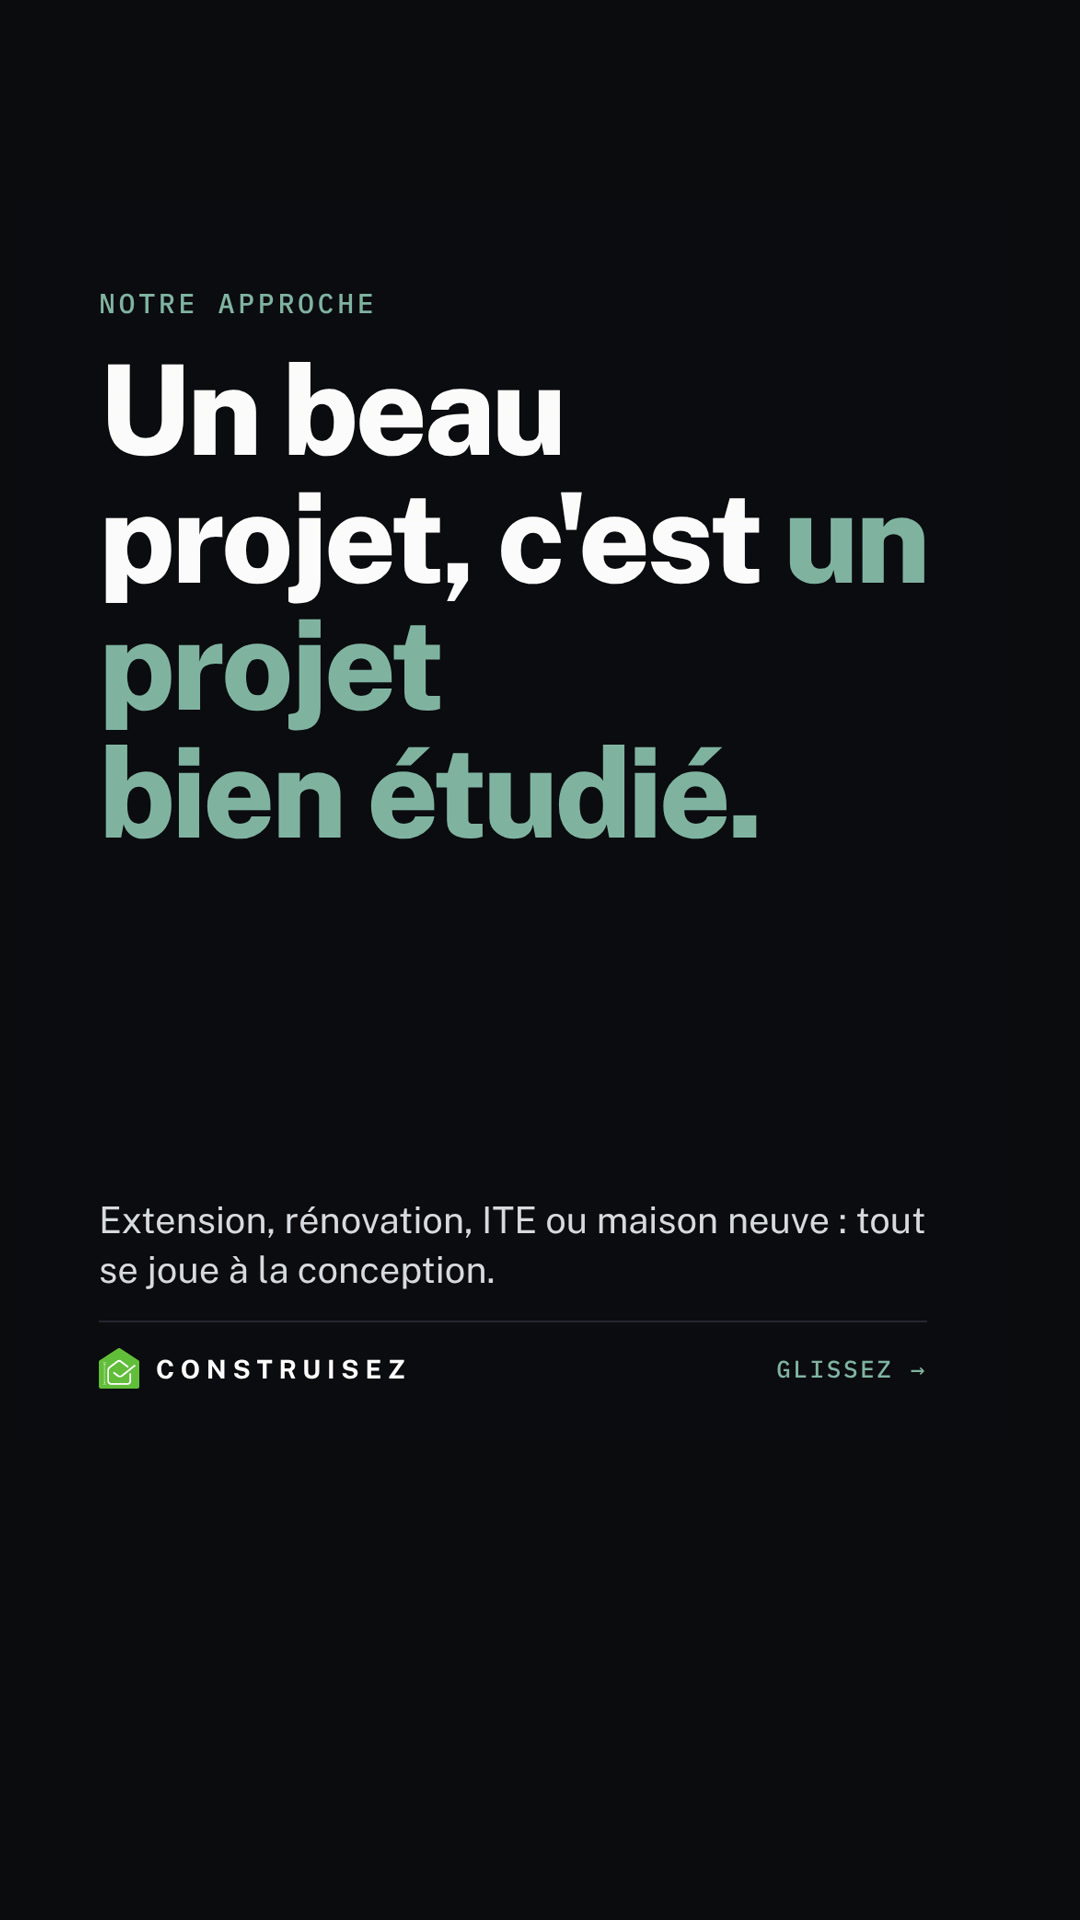 NOTRE APPROCHE
Un beau
projet, c'est un
projet
bien étudié.
Extension, rénovation, ITE ou maison neuve : tout
se joue à la conception.
CONSTRUISEZ
GLISSEZ →